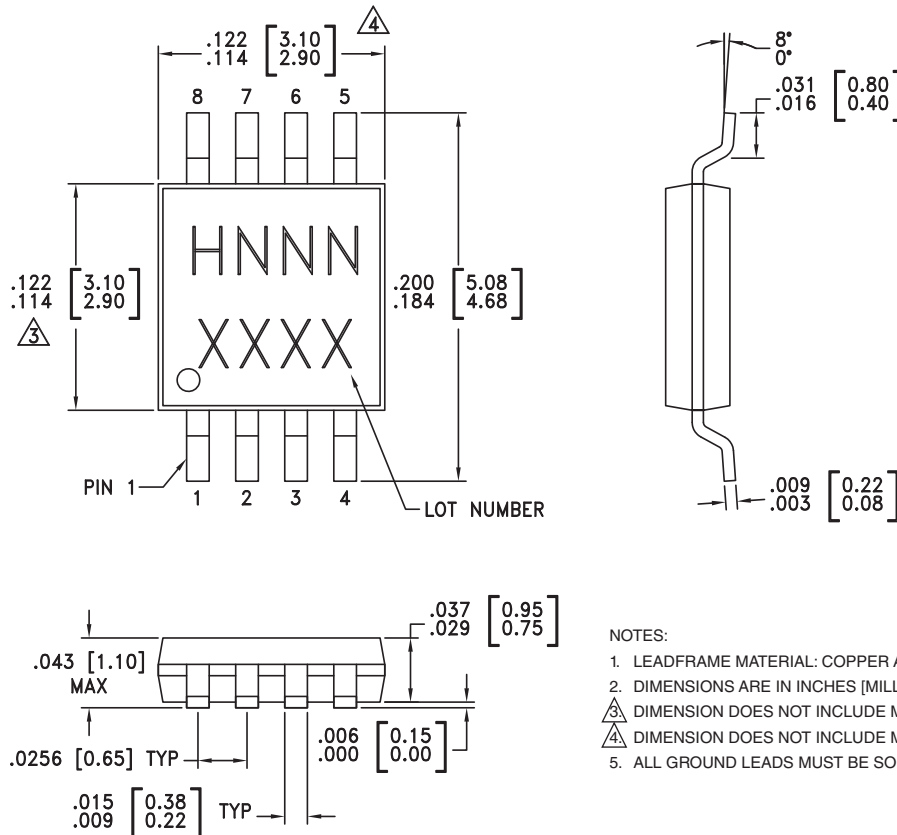 4
.122 [3.10]
.114 [2.90]
8 7 6 5
HNNN
XXXX
.122 [3.10]
.114 [2.90]
3
.200 [5.08]
.184 [4.68]
PIN 1
1 2 3 4
LOT NUMBER
8°
0°
.031 [0.80]
.016 [0.40]
.009 [0.22]
.003 [0.08]
.037 [0.95]
.029 [0.75]
.043 [1.10]
MAX
.0256 [0.65] TYP
.006 [0.15]
.000 [0.00]
.015 [0.38]
.009 [0.22]
TYP
NOTES:
1. LEADFRAME MATERIAL: COPPER
2. DIMENSIONS ARE IN INCHES
3. DIMENSION DOES NOT INCLUDE
4. DIMENSION DOES NOT INCLUDE
5. ALL GROUND LEADS MUST BE